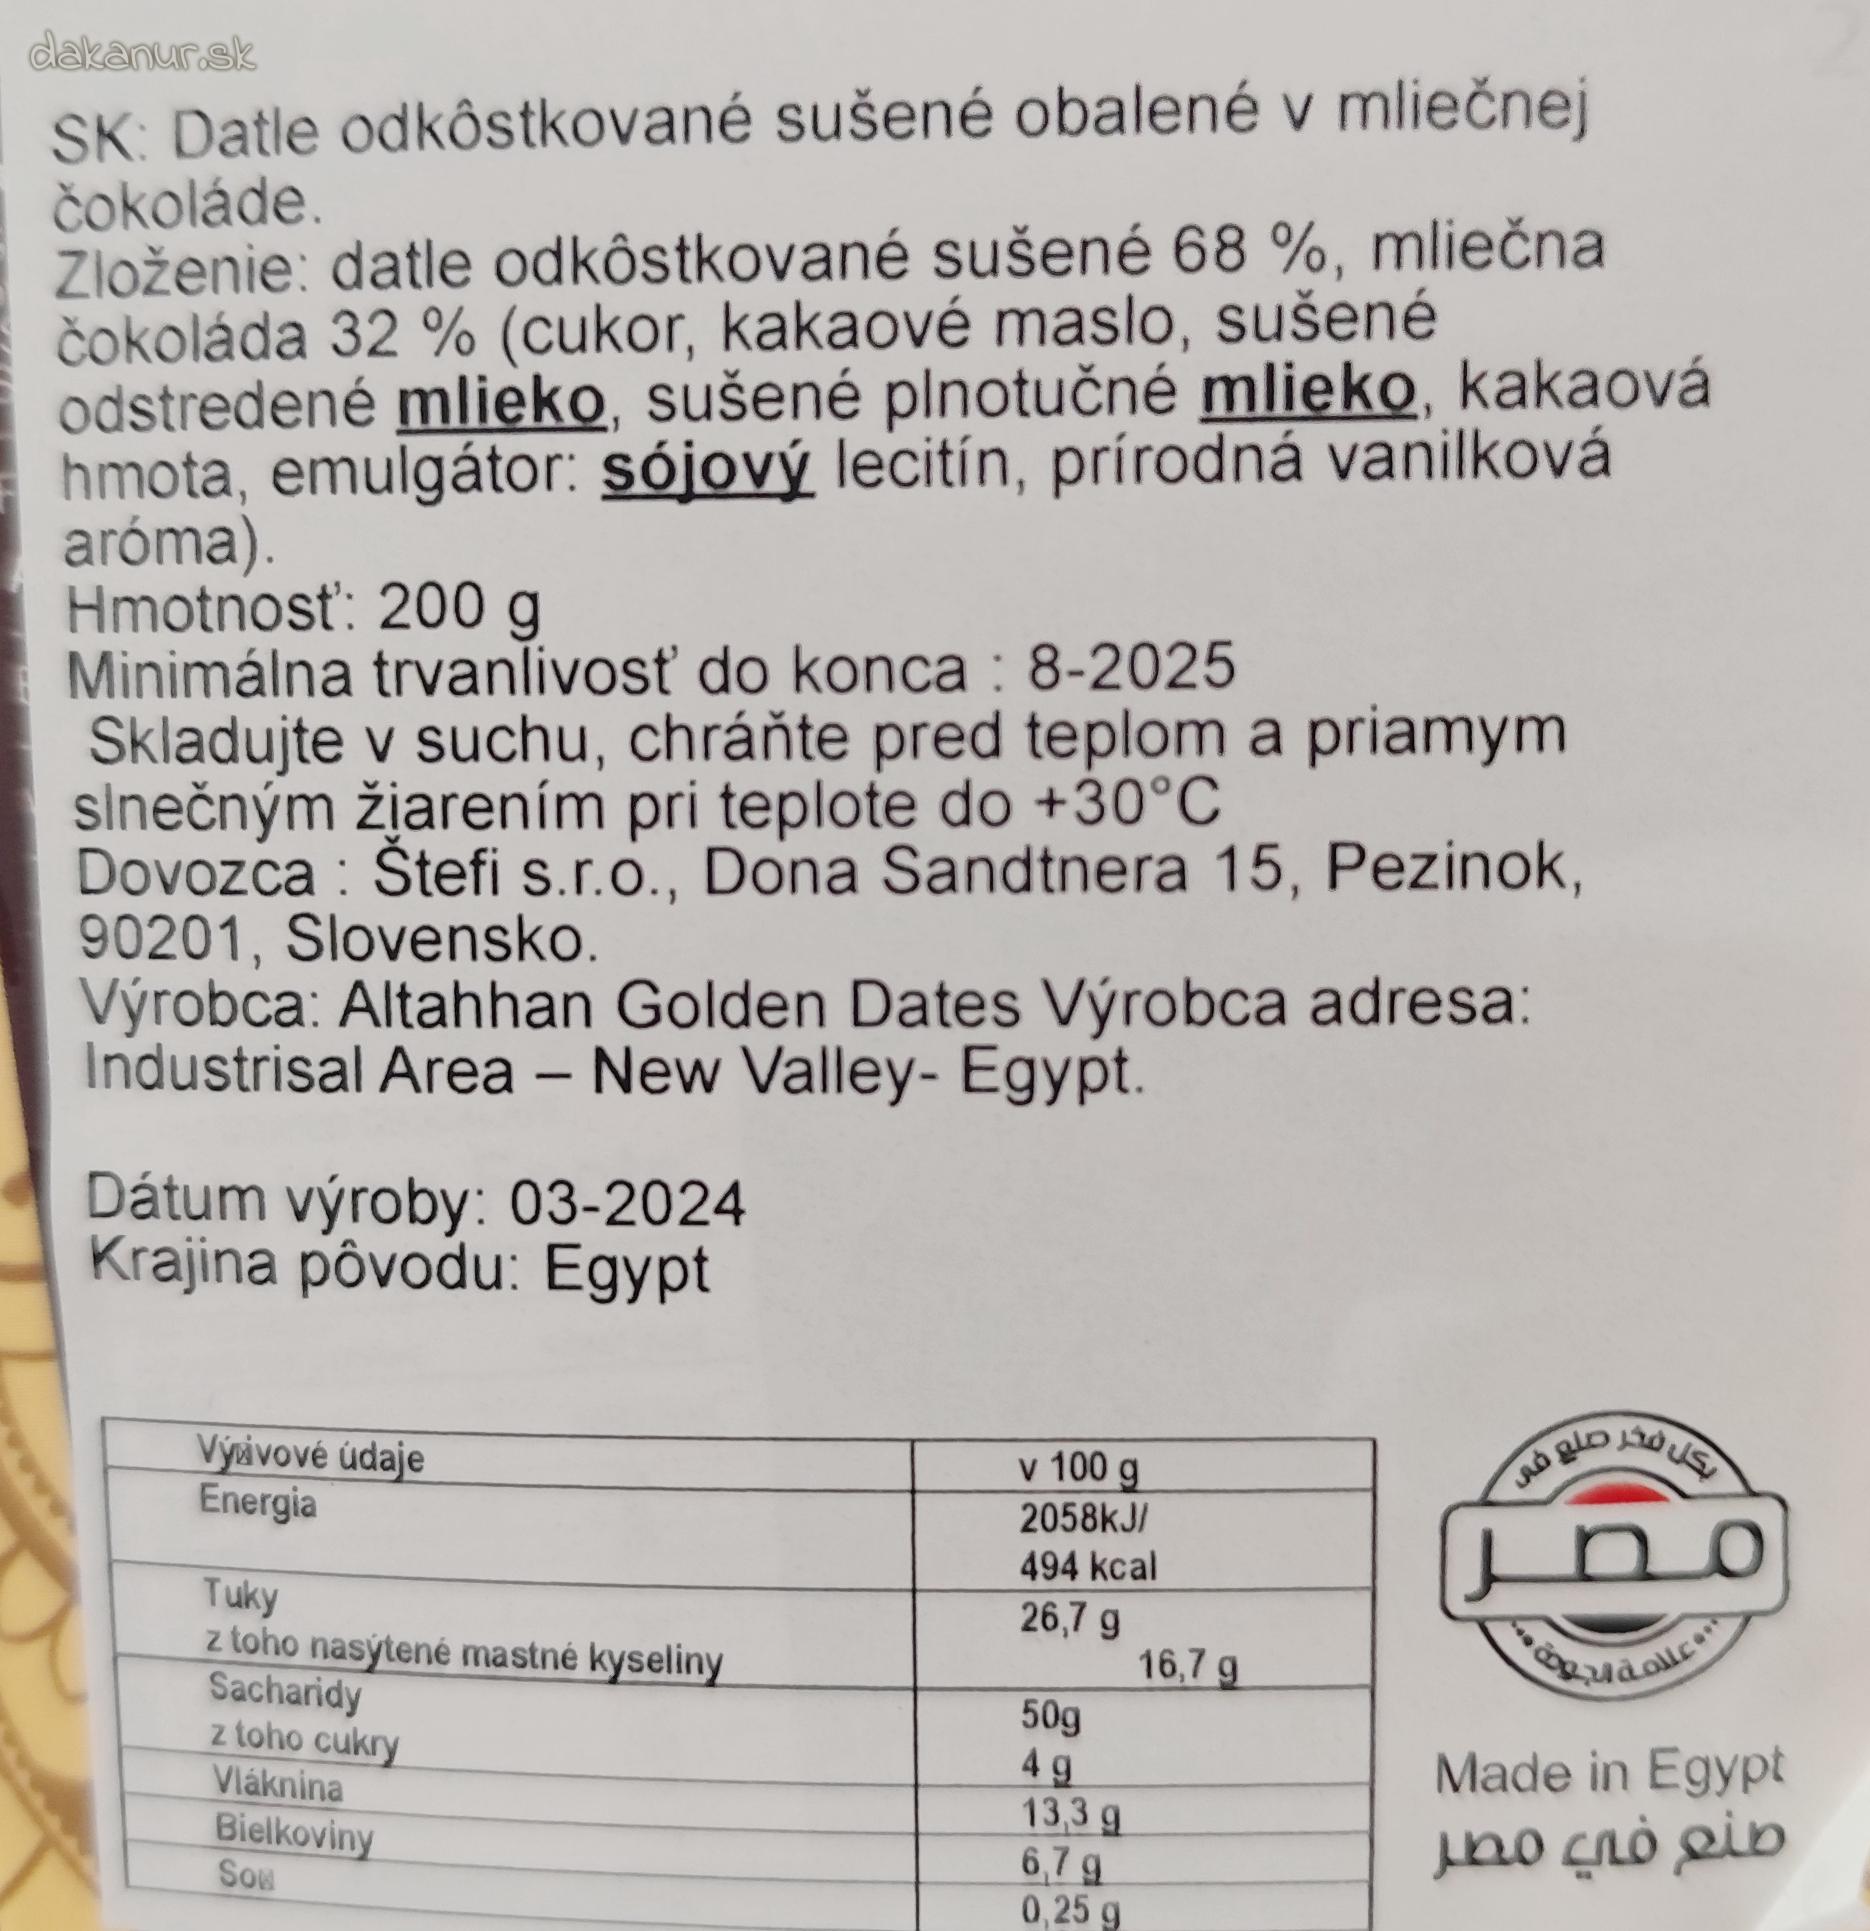 dakanur.sk
SK: Datle odkôstkované sušené obalené v mliečnej
čokoláde.
Zloženie: datle odkôstkované sušené 68 %, mliečna
čokoláda 32 % (cukor, kakaové maslo, sušené
odstredené mlieko, sušené plnotučné mlieko, kakaová
hmota, emulgátor: sójový lecitín, prírodná vanilková
aróma).
Hmotnosť: 200 g
Minimálna trvanlivosť do konca : 8-2025
Skladujte v suchu, chráňte pred teplom a priamym
slnečným žiarením pri teplote do +30°C
Dovozca : Štefi s.r.o., Dona Sandtnera 15, Pezinok,
90201, Slovensko.
Výrobca: Altahhan Golden Dates Výrobca adresa:
Industrisal Area – New Valley- Egypt.
Dátum výroby: 03-2024
Krajina pôvodu: Egypt
údaje v 100 g
Energia 2058kJ/
494 kcal
Tuky 26,7 g
z toho nasýtené mastné kyseliny 16,7 g
Sacharidy 50g
z toho cukry 4 g
Vláknina 13,3 g
Bielkoviny 6,7 g
0,25 g
بكل فخر صنع في
مصر
علامة الجودة
Made in Egypt
صنع في مصر